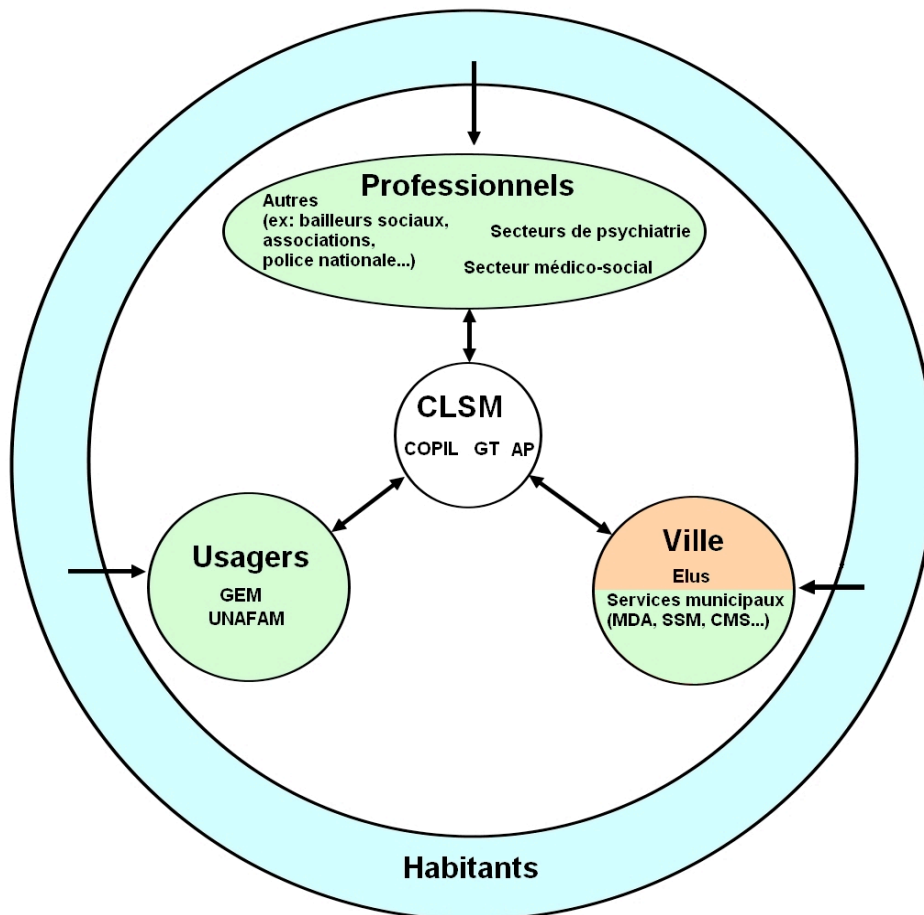 Professionnels
Autres
(ex: bailleurs sociaux,
associations,
police nationale...)
Secteurs de psychiatrie
Secteur médico-social
CLSM
COPIL GT AP
Usagers
GEM
UNAFAM
Ville
Elus
Services municipaux
(MDA, SSM, CMS...)
Habitants